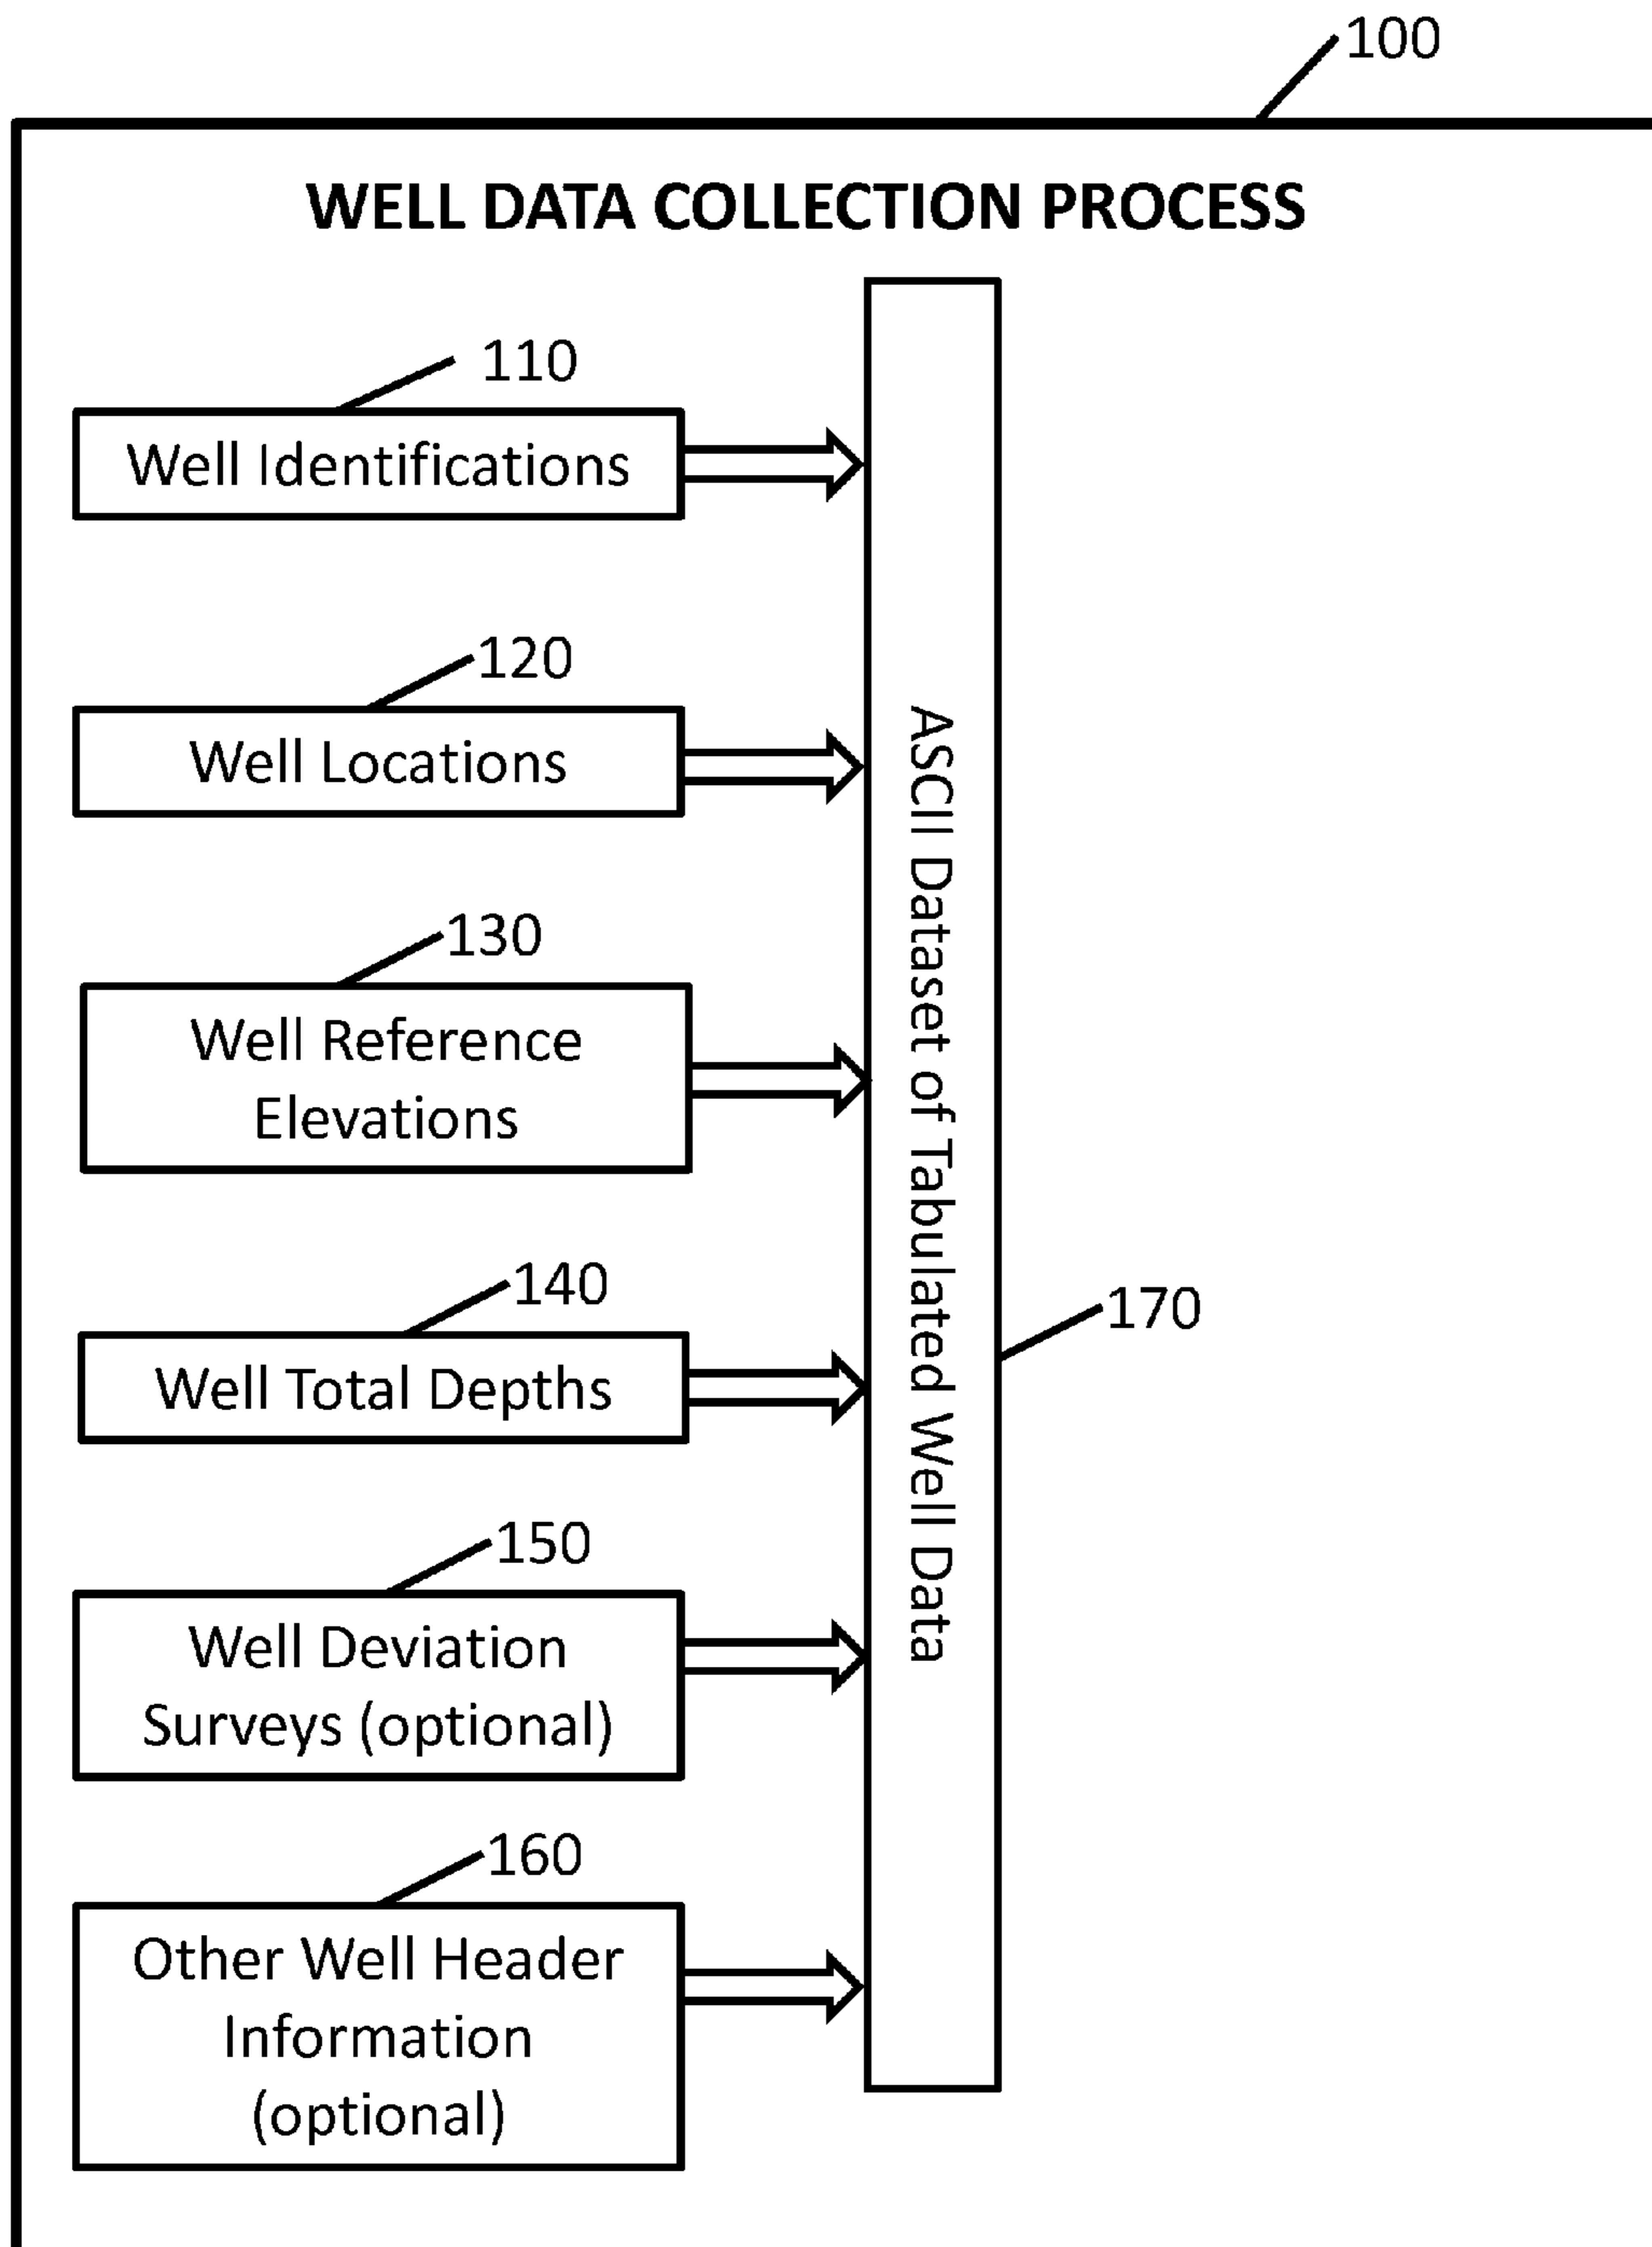 100
WELL DATA COLLECTION PROCESS
110
Well Identifications
120
Well Locations
130
Well Reference
Elevations
140
Well Total Depths
150
Well Deviation
Surveys (optional)
160
Other Well Header
Information
(optional)
ASCII Dataset of Tabulated Well Data
170